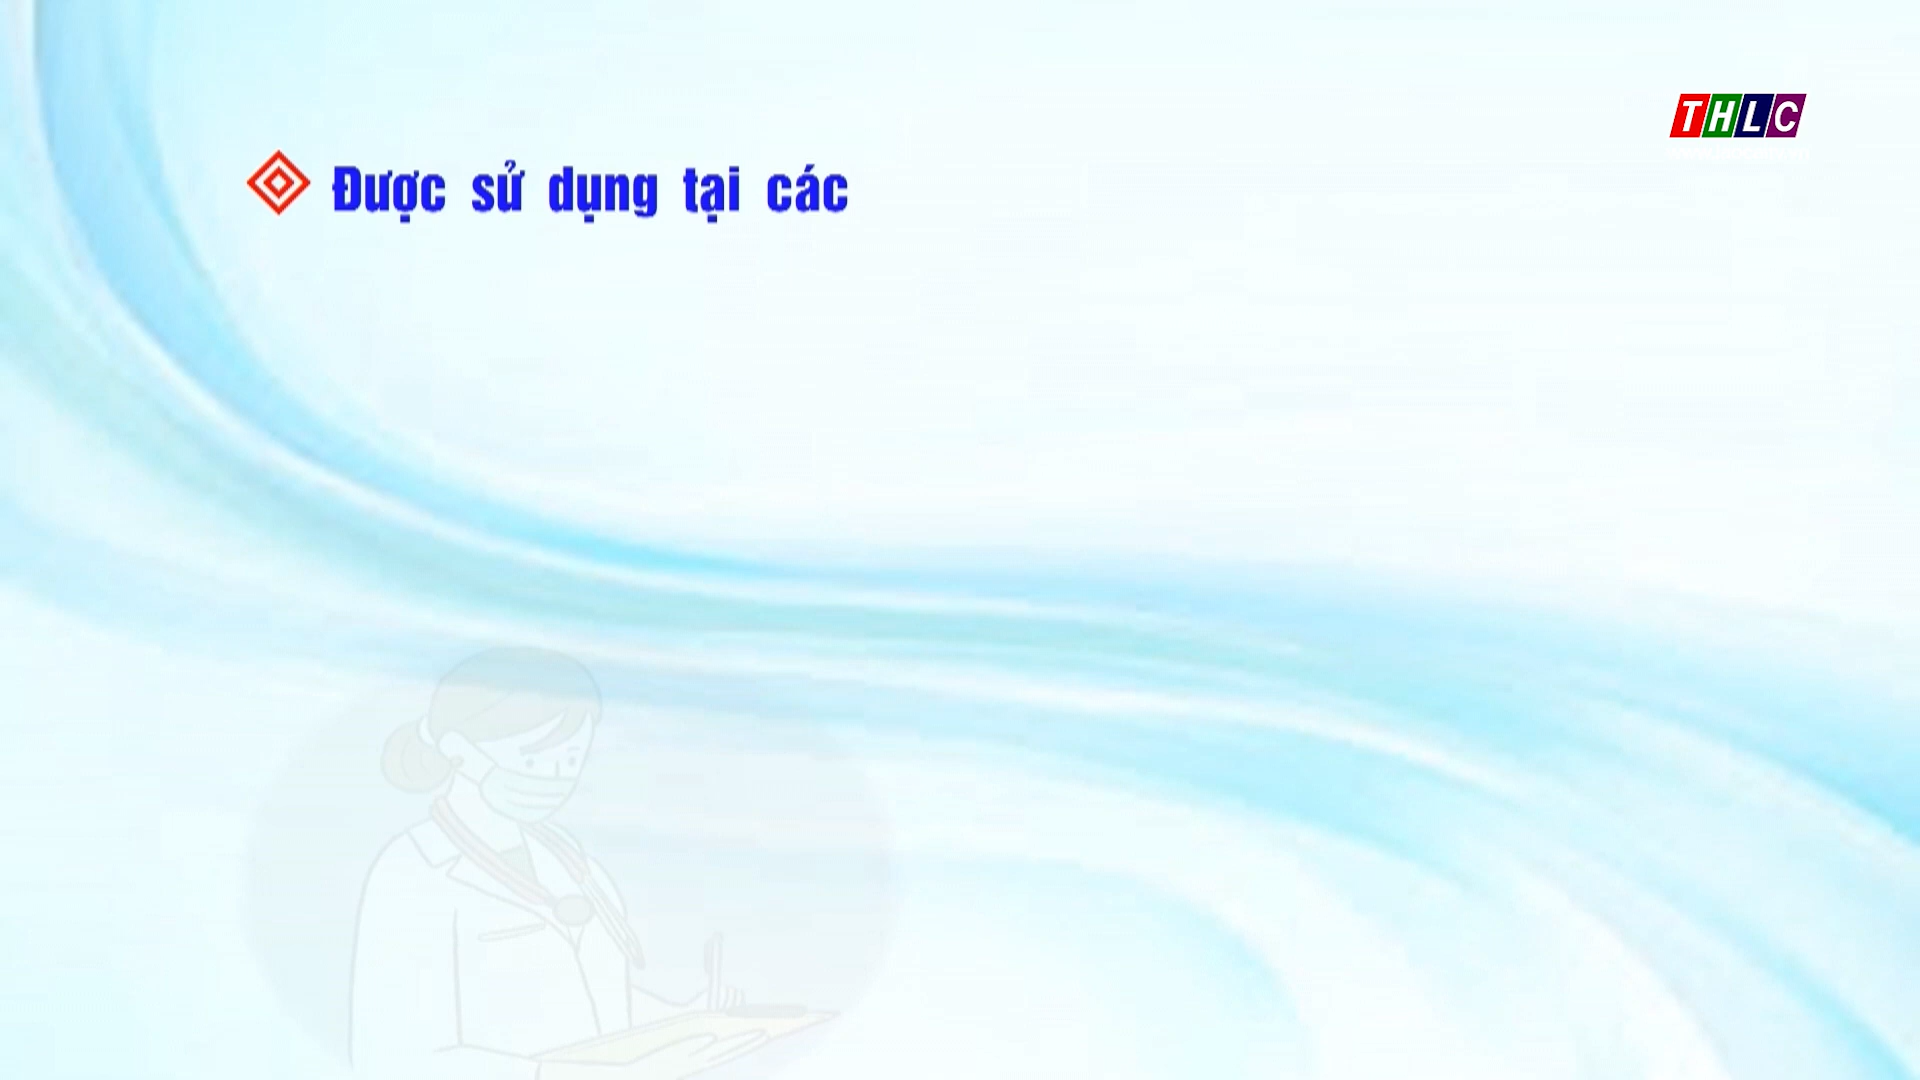 THLC
Được sử dụng tại các